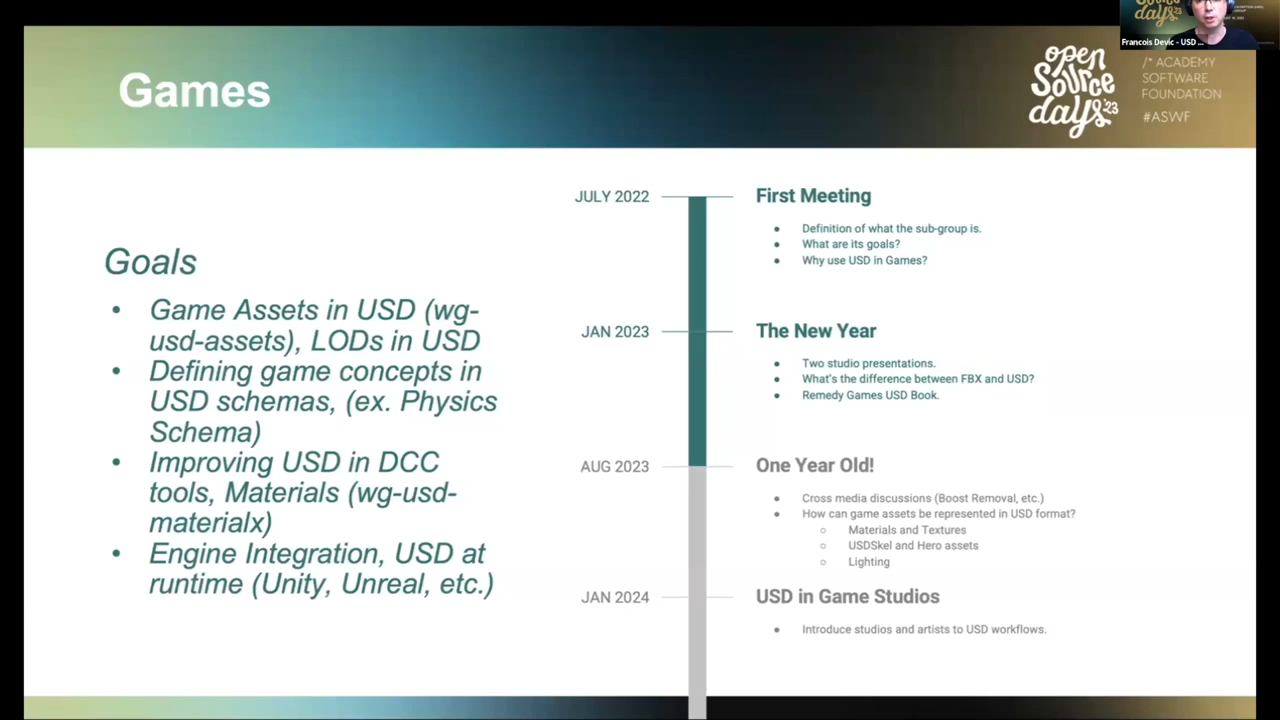 Games
open
Source
days '23
/* ACADEMY
SOFTWARE
FOUNDATION
#ASWF
Francois Devic - USD ...
days
Goals
• Game Assets in USD (wg-
usd-assets), LODs in USD
• Defining game concepts in
USD schemas, (ex. Physics
Schema)
• Improving USD in DCC
tools, Materials (wg-usd-
materialx)
• Engine Integration, USD at
runtime (Unity, Unreal, etc.)
JULY 2022
First Meeting
• Definition of what the sub-group is.
• What are its goals?
• Why use USD in Games?
JAN 2023
The New Year
• Two studio presentations.
• What's the difference between FBX and USD?
• Remedy Games USD Book.
AUG 2023
One Year Old!
• Cross media discussions (Boost Removal, etc.)
• How can game assets be represented in USD format?
○ Materials and Textures
○ USDSkel and Hero assets
○ Lighting
JAN 2024
USD in Game Studios
• Introduce studios and artists to USD workflows.